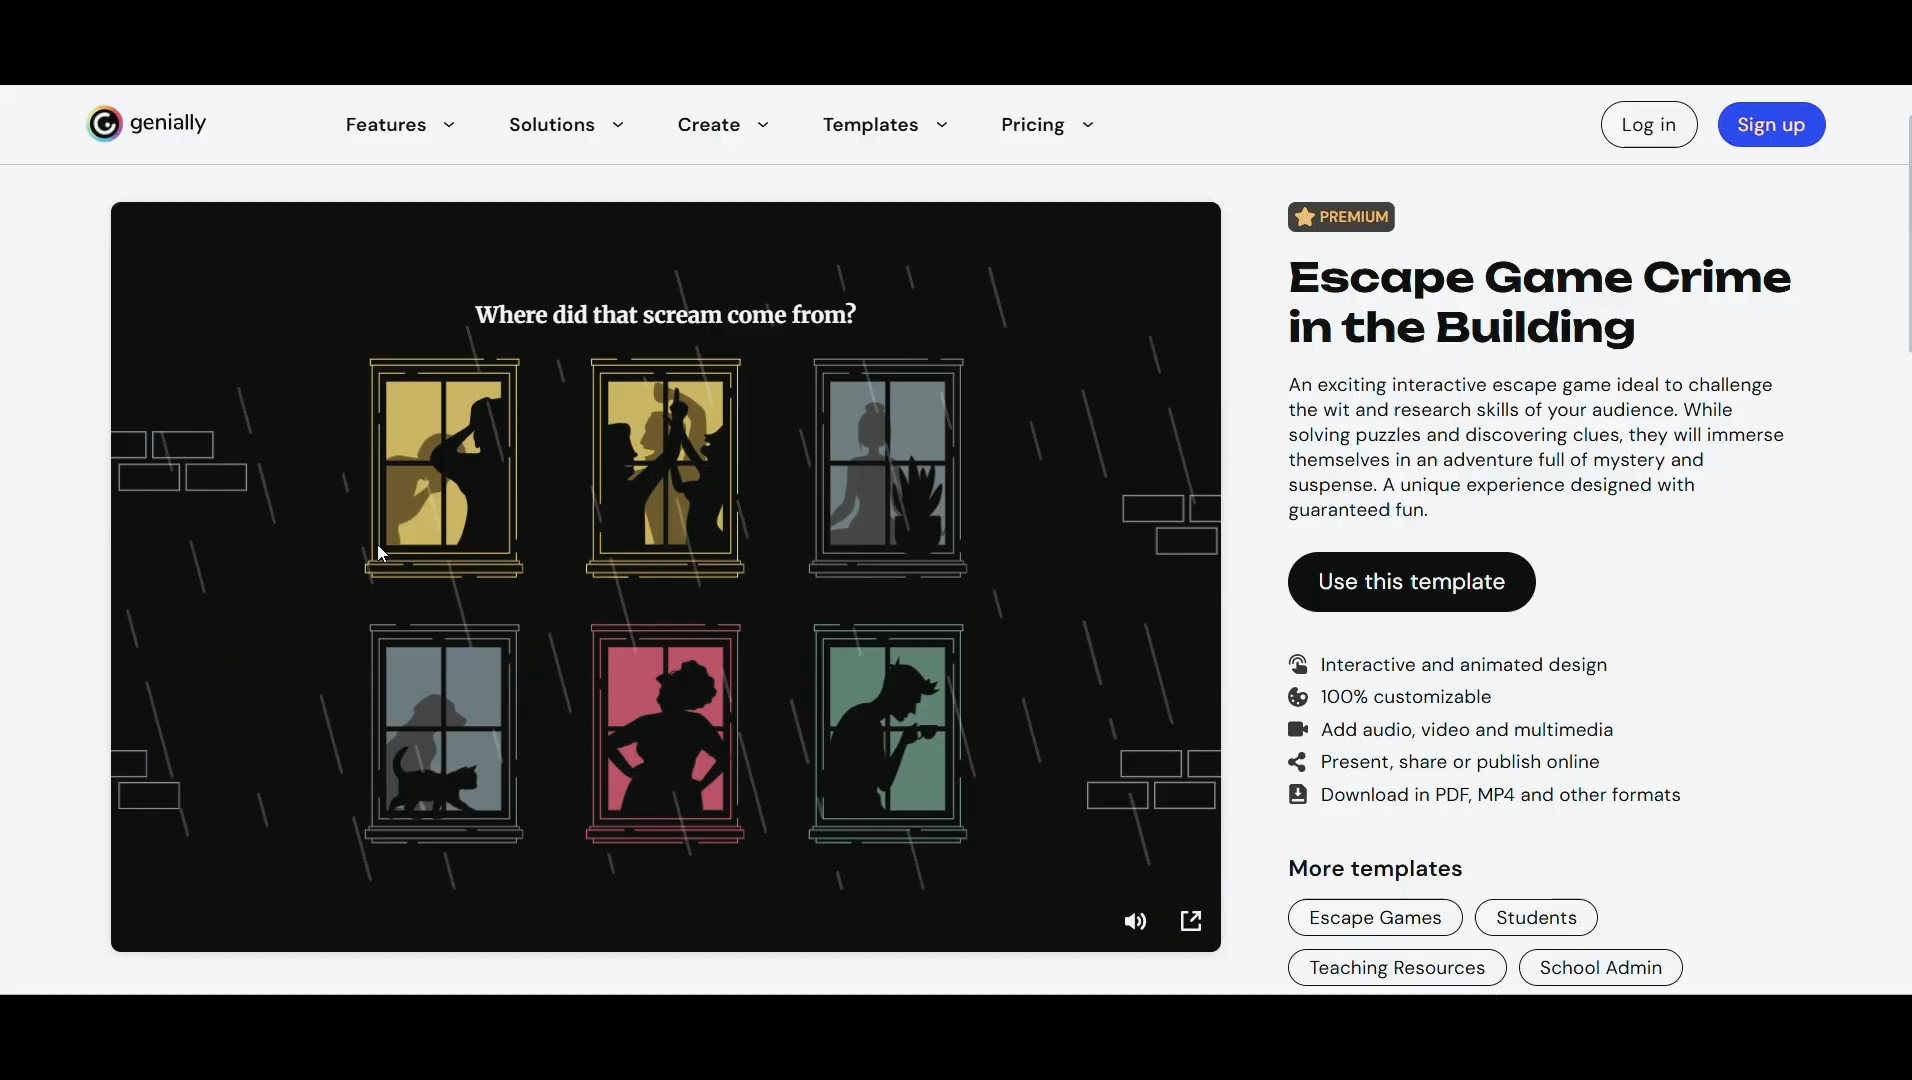 genially
Features
Solutions
Create
Templates
Pricing
Log in
Sign up
Where did that scream come from?
PREMIUM
Escape Game Crime
in the Building
An exciting interactive escape game ideal to challenge
the wit and research skills of your audience. While
solving puzzles and discovering clues, they will immerse
themselves in an adventure full of mystery and
suspense. A unique experience designed with
guaranteed fun.
Use this template
Interactive and animated design
100% customizable
Add audio, video and multimedia
Present, share or publish online
Download in PDF, MP4 and other formats
More templates
Escape Games
Students
Teaching Resources
School Admin